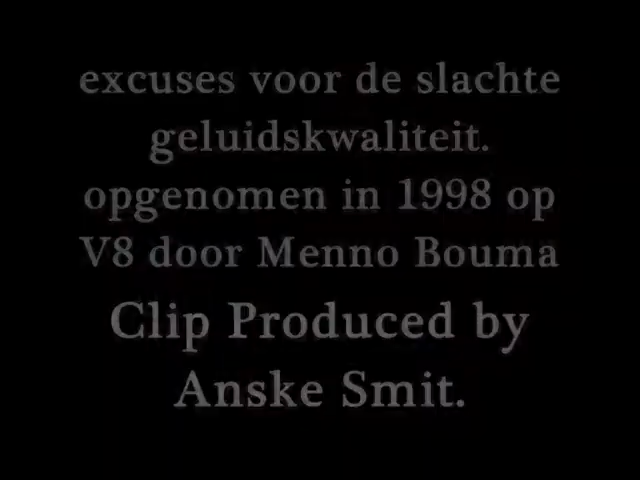 excuses voor de slachte
geluidskwaliteit.
opgenomen in 1998 op
V8 door Menno Bouma
Clip Produced by
Anske Smit.